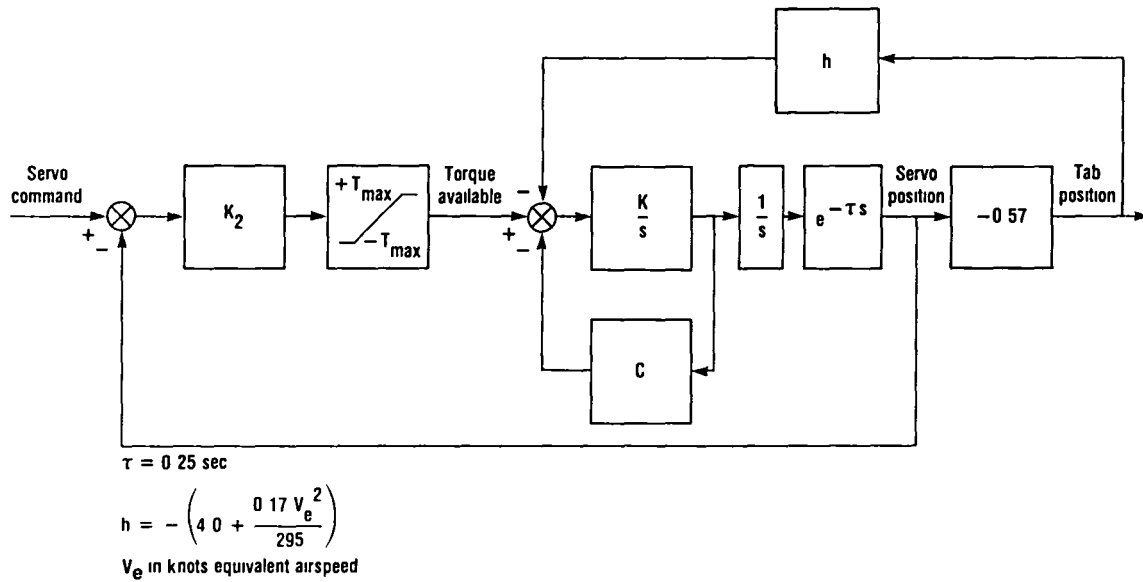 h
Servo
command
+
−
K2
+Tmax
−Tmax
Torque
available
−
+
−
K
s
1
s
e−τs
Servo
position
−0 57
Tab
position
C
τ = 0 25 sec
h = − (4 0 + 0 17 Ve2 / 295)
Ve in knots equivalent airspeed